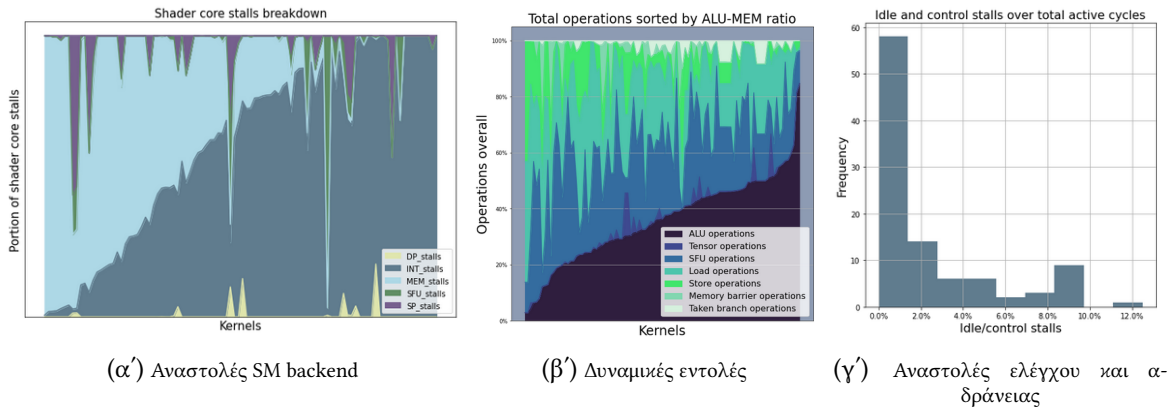 Shader core stalls breakdown
Portion of shader core stalls
DP_stalls
INT_stalls
MEM_stalls
SFU_stalls
SP_stalls
Kernels
(α΄) Αναστολές SM backend
Total operations sorted by ALU-MEM ratio
Operations overall
100%
80%
60%
40%
20%
0%
ALU operations
Tensor operations
SFU operations
Load operations
Store operations
Memory barrier operations
Taken branch operations
Kernels
(β΄) Δυναμικές εντολές
Idle and control stalls over total active cycles
Frequency
60
50
40
30
20
10
0
0.0% 2.0% 4.0% 6.0% 8.0% 10.0% 12.0%
Idle/control stalls
(γ΄) Αναστολές ελέγχου και α-
δράνειας